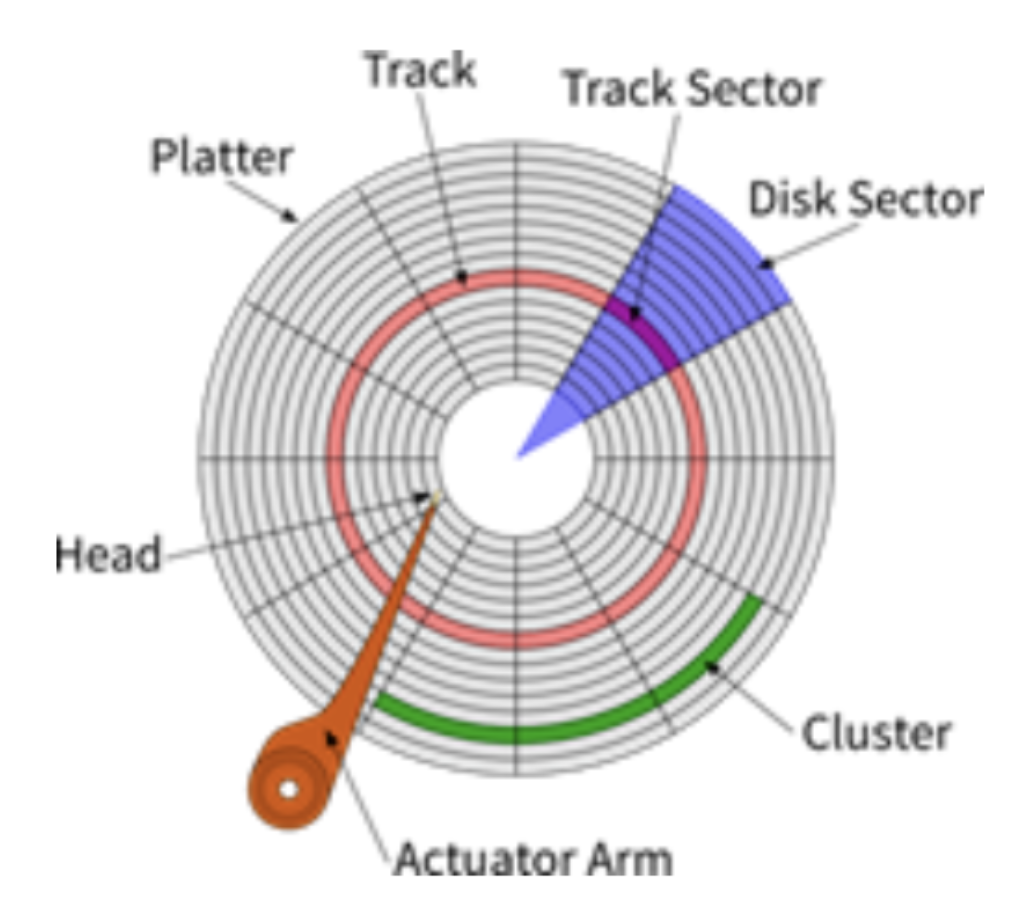 Track
Track Sector
Platter
Disk Sector
Head
Cluster
Actuator Arm